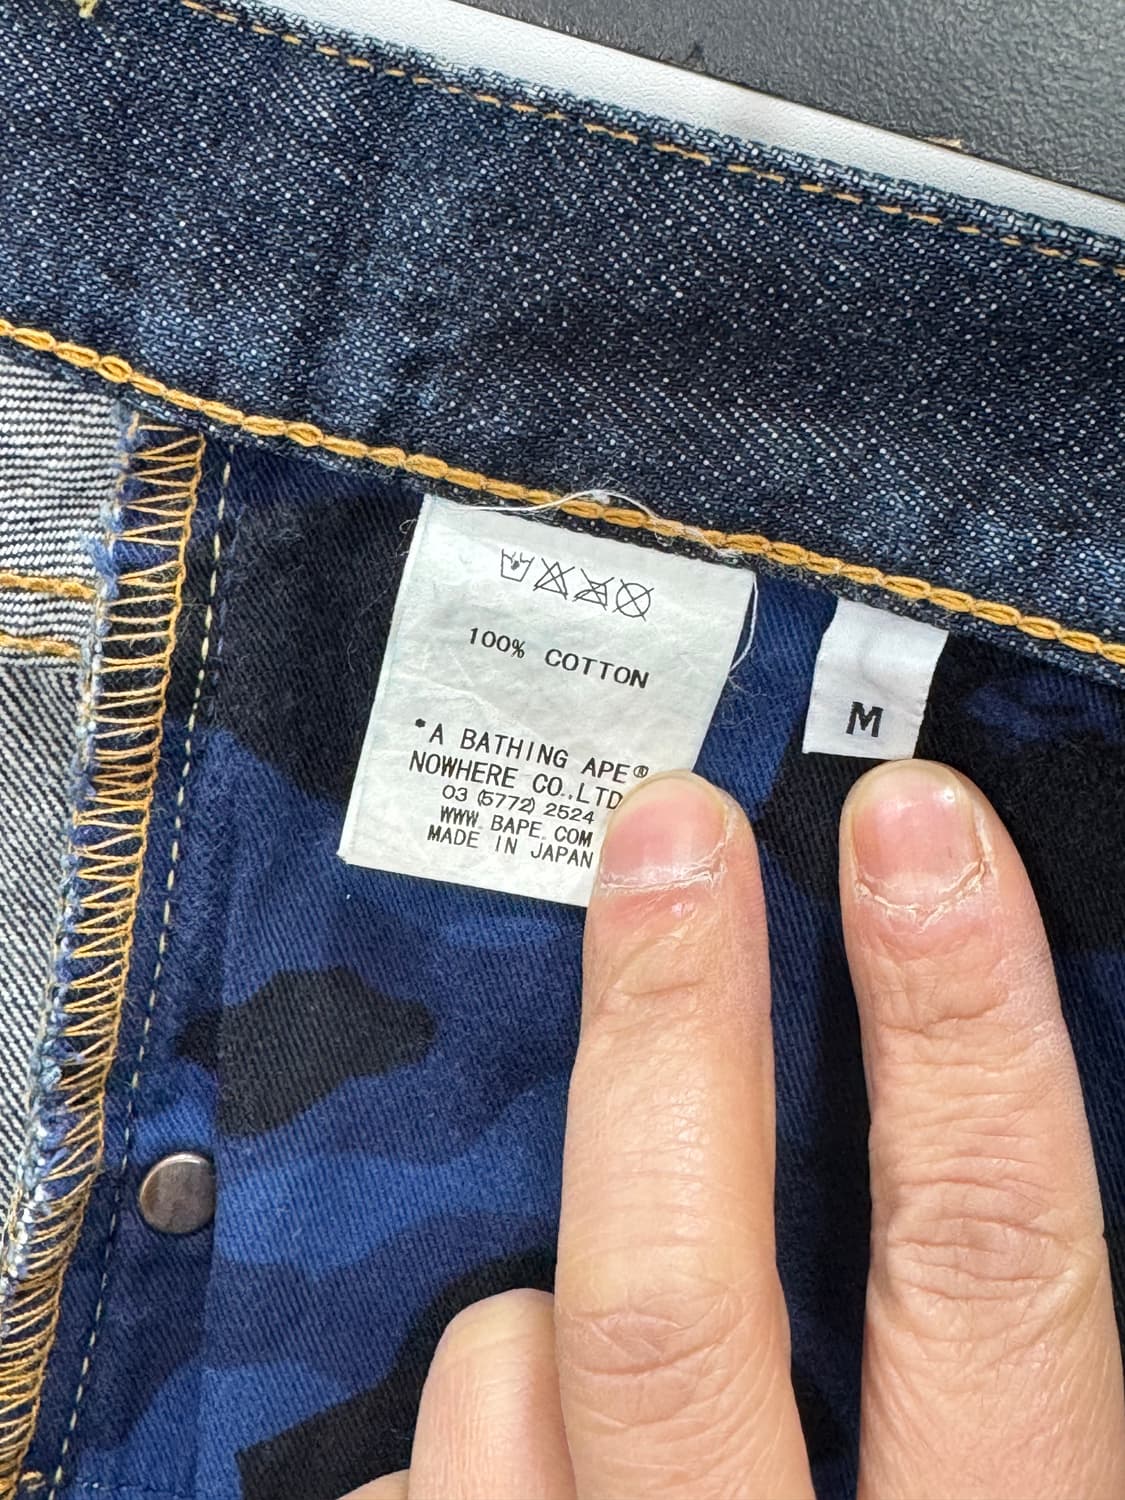 100% COTTON
*A BATHING APE®
NOWHERE CO.,LTD
03 (5772) 2524
WWW. BAPE. COM
MADE IN JAPAN
M